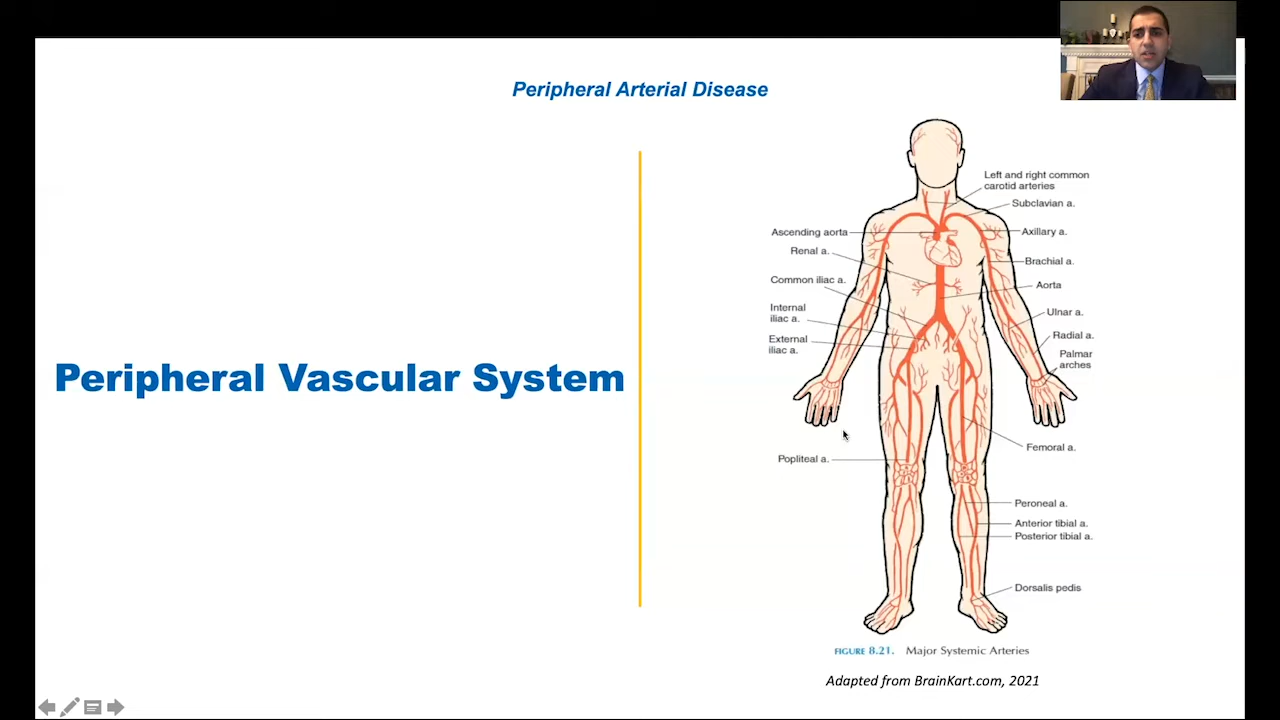 Peripheral Arterial Disease
Peripheral Vascular System
Left and right common
carotid arteries
Subclavian a.
Ascending aorta
Axillary a.
Renal a.
Brachial a.
Common iliac a.
Aorta
Internal
iliac a.
Ulnar a.
External
iliac a.
Radial a.
Palmar
arches
Femoral a.
Popliteal a.
Peroneal a.
Anterior tibial a.
Posterior tibial a.
Dorsalis pedis
FIGURE 8.21. Major Systemic Arteries
Adapted from BrainKart.com, 2021